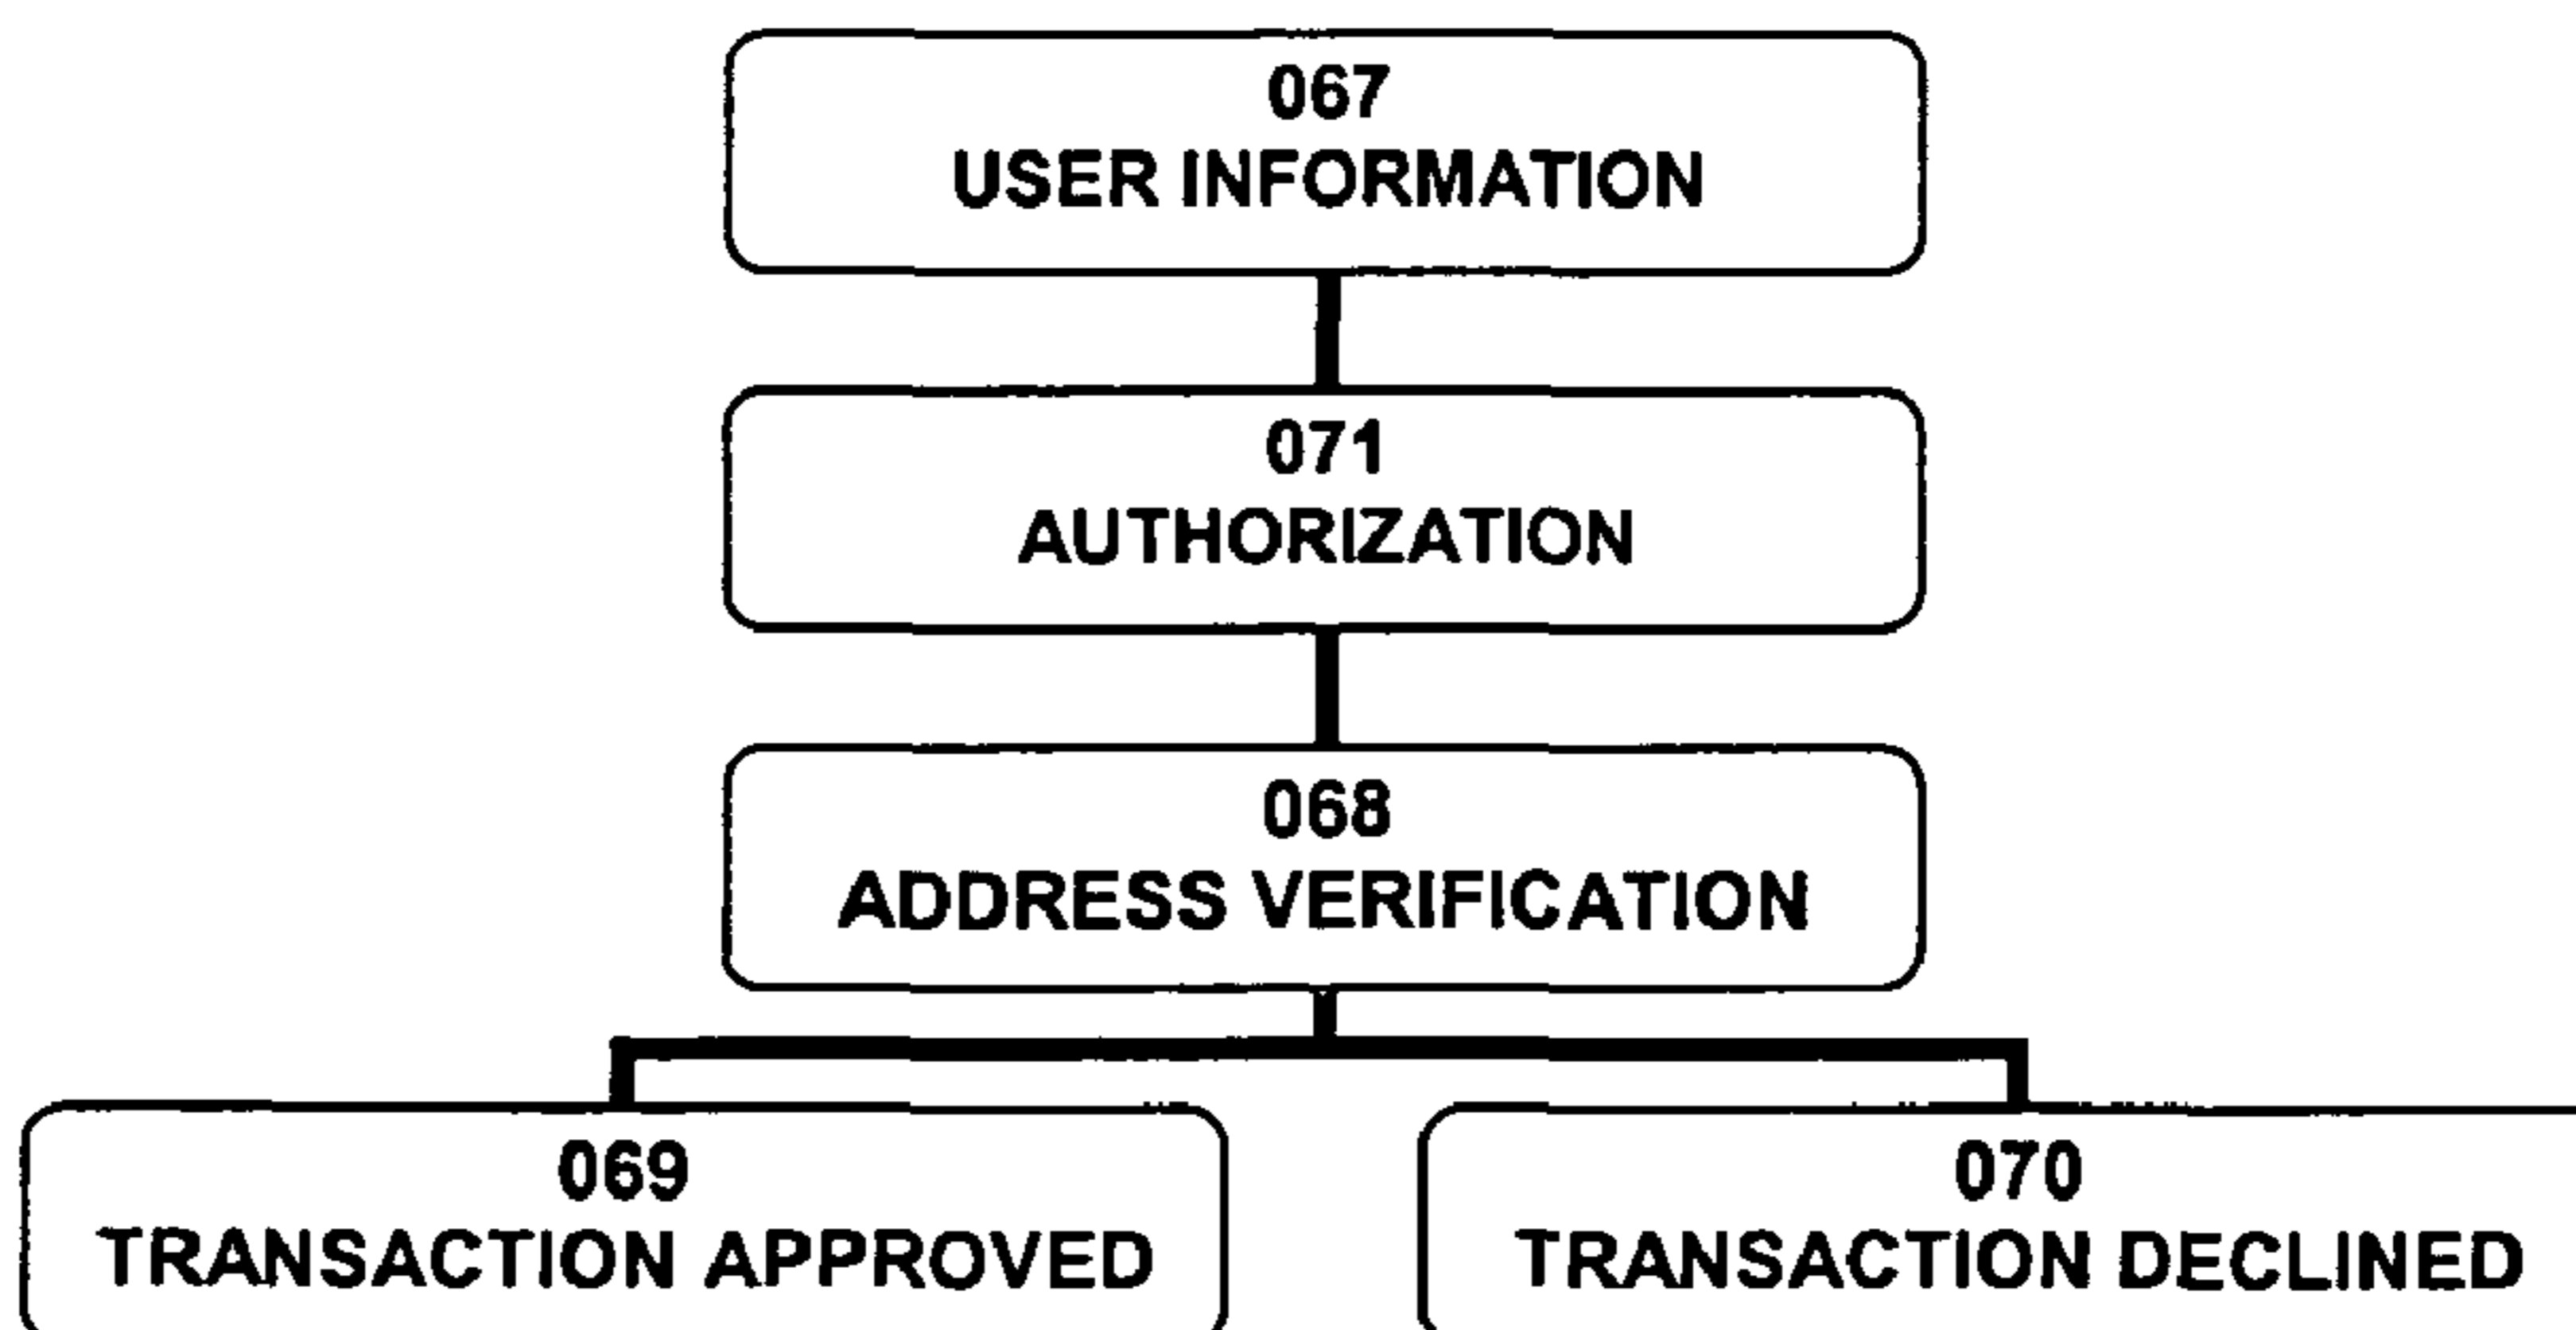 067
USER INFORMATION
071
AUTHORIZATION
068
ADDRESS VERIFICATION
069
TRANSACTION APPROVED
070
TRANSACTION DECLINED